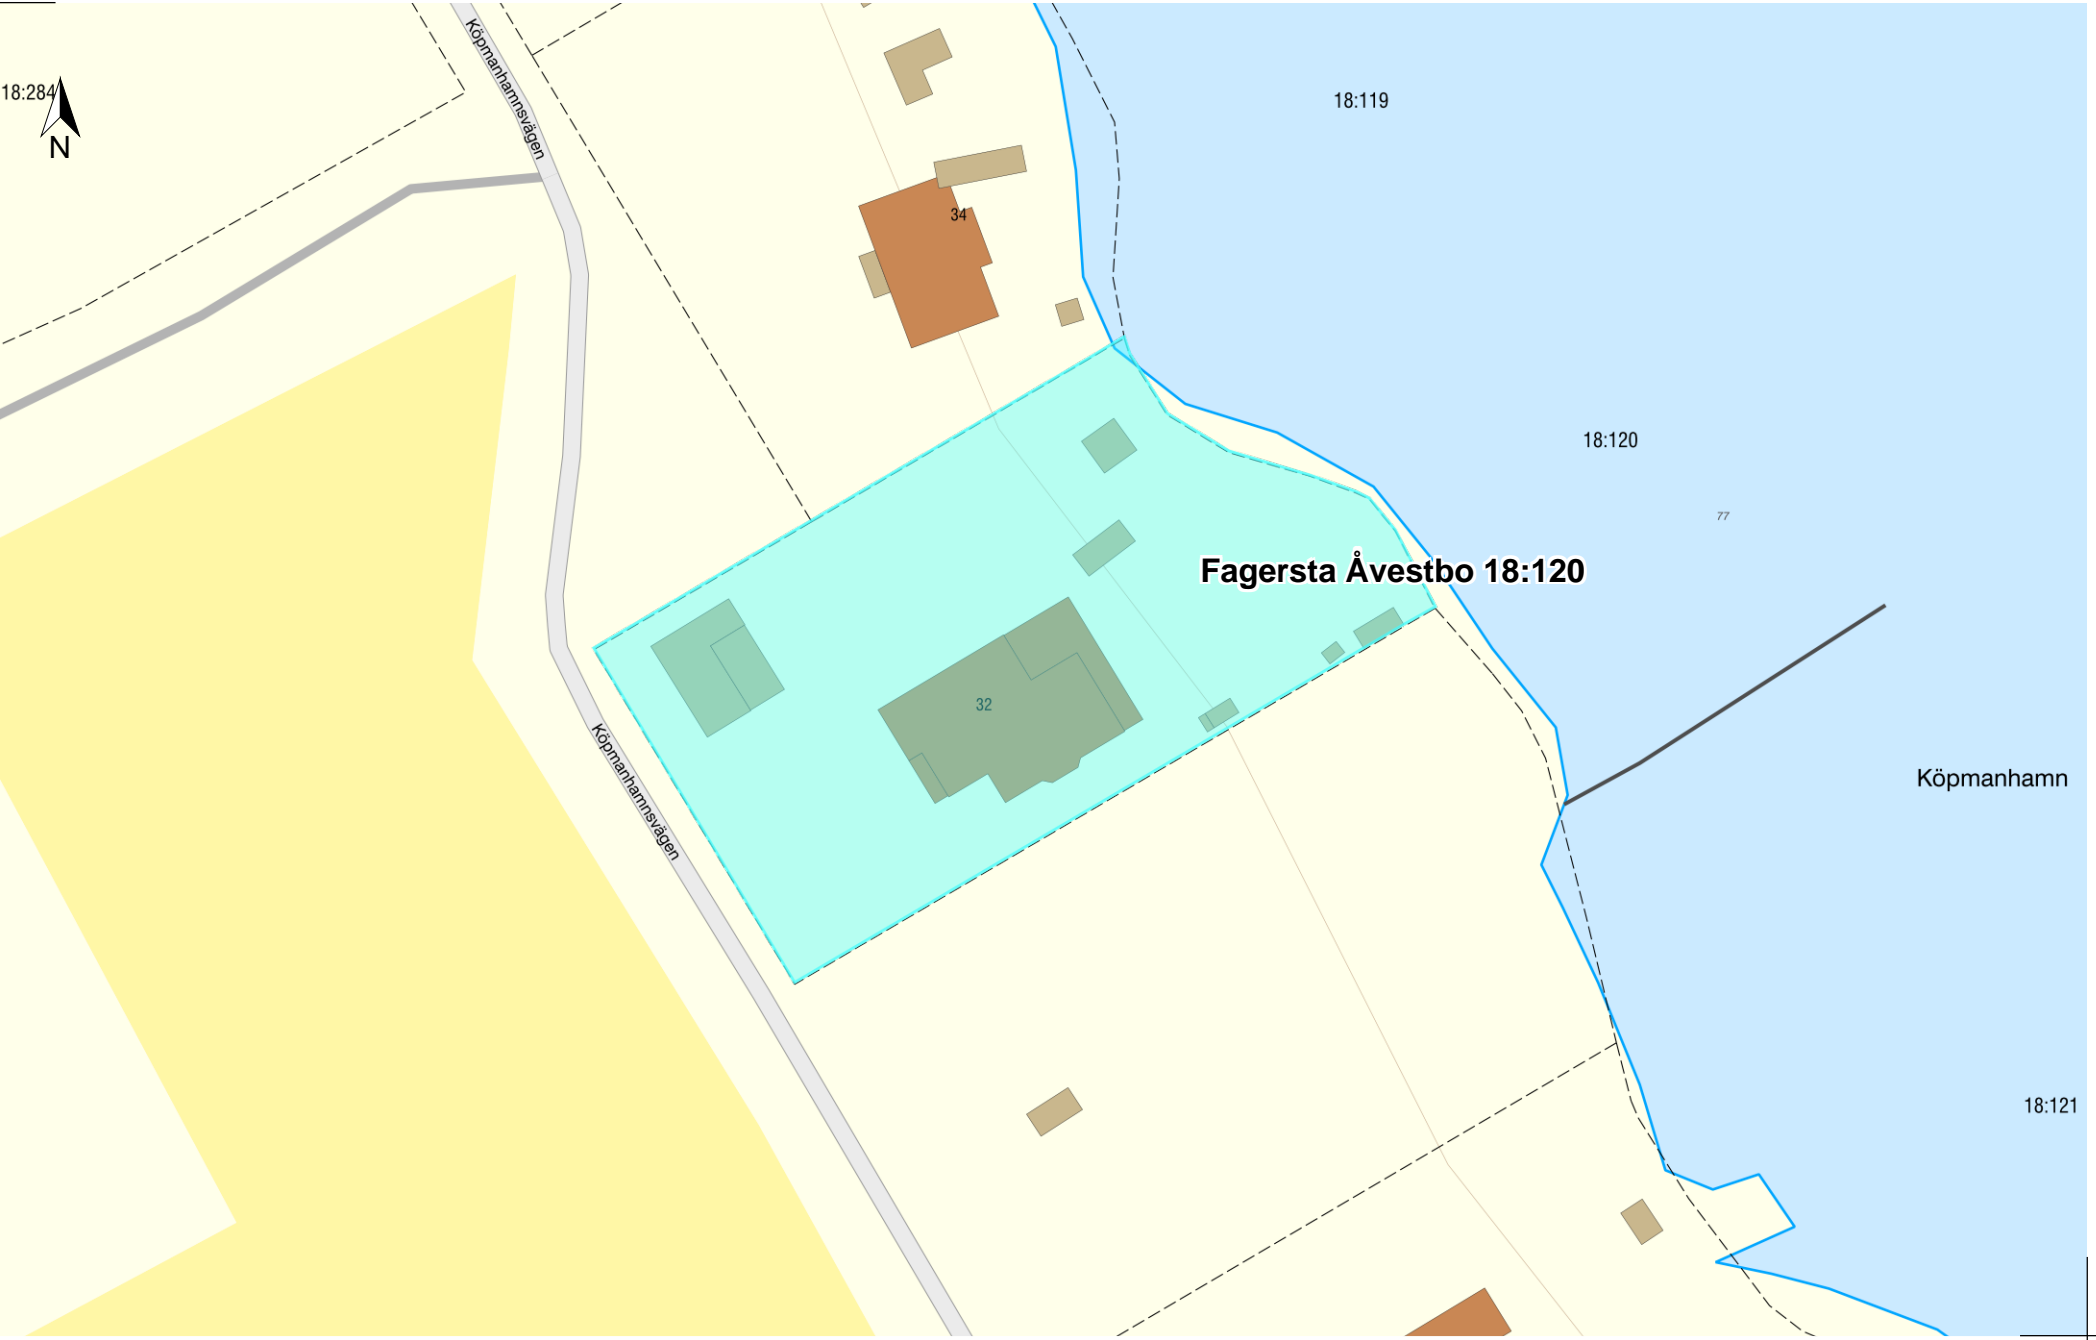 Köpmanhamnsvägen
18:284
18:119
N
34
18:120
77
Fagersta Åvestbo 18:120
32
Köpmanhamnsvägen
Köpmanhamn
18:121